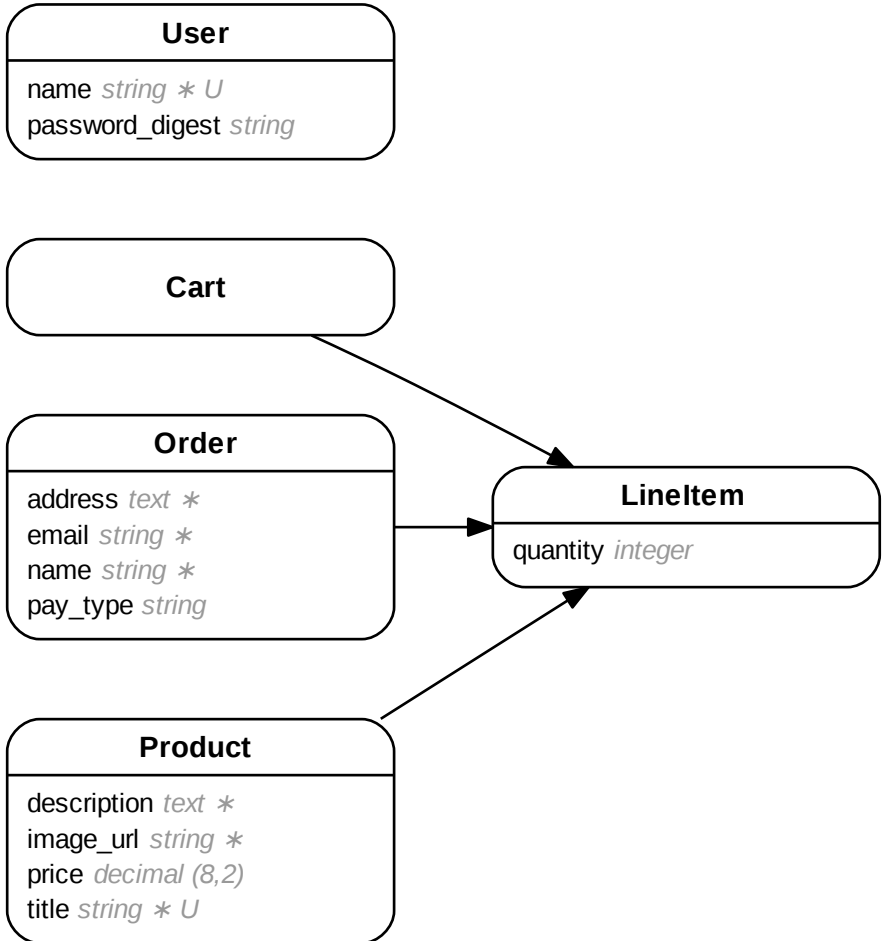 User
name string ∗ U
password_digest string
Cart
Order
address text ∗
email string ∗
name string ∗
pay_type string
LineItem
quantity integer
Product
description text ∗
image_url string ∗
price decimal (8,2)
title string ∗ U